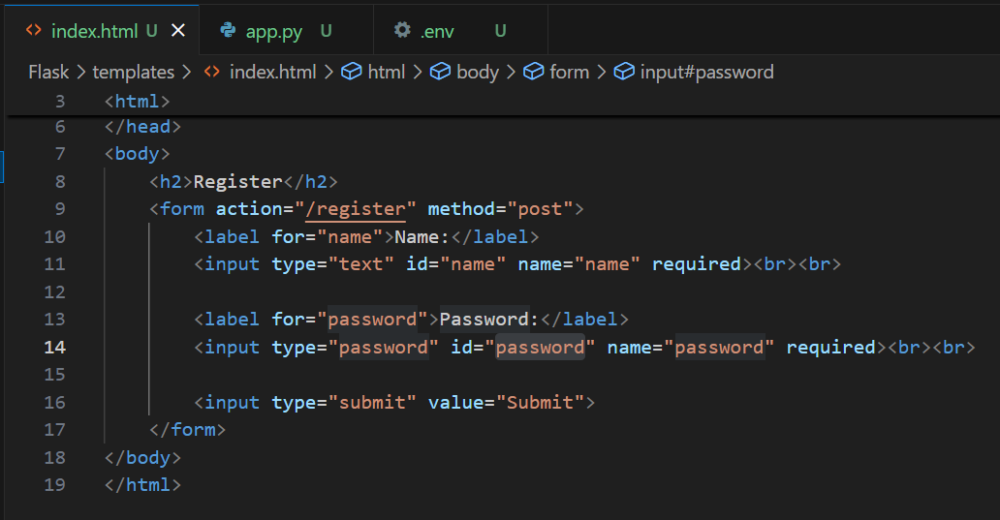 index.html U
app.py U
.env U
Flask > templates > index.html > html > body > form > input#password
3 <html>
6 </head>
7 <body>
8 <h2>Register</h2>
9 <form action="/register" method="post">
10 <label for="name">Name:</label>
11 <input type="text" id="name" name="name" required><br><br>
12
13 <label for="password">Password:</label>
14 <input type="password" id="password" name="password" required><br><br>
15
16 <input type="submit" value="Submit">
17 </form>
18 </body>
19 </html>